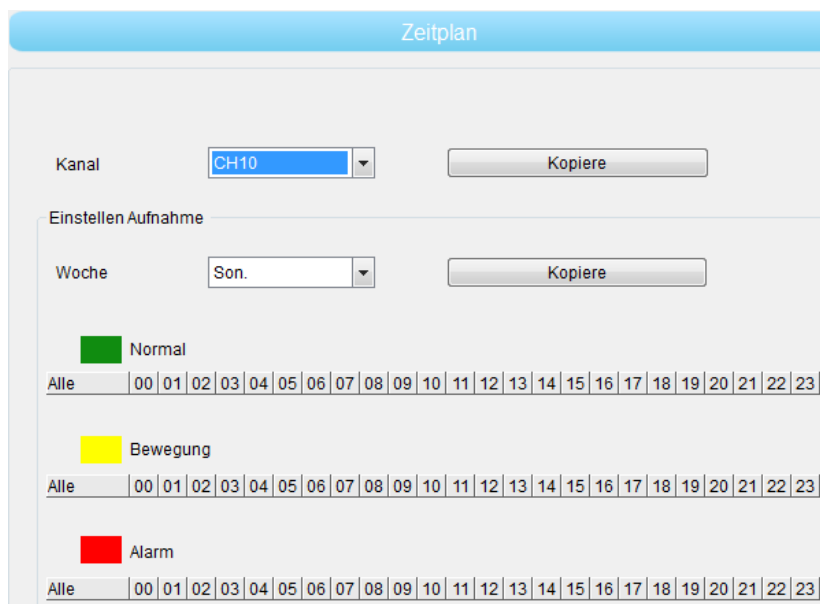 Zeitplan
Kanal CH10 Kopiere
Einstellen Aufnahme
Woche Son. Kopiere
Normal
Alle 00 01 02 03 04 05 06 07 08 09 10 11 12 13 14 15 16 17 18 19 20 21 22 23
Bewegung
Alle 00 01 02 03 04 05 06 07 08 09 10 11 12 13 14 15 16 17 18 19 20 21 22 23
Alarm
Alle 00 01 02 03 04 05 06 07 08 09 10 11 12 13 14 15 16 17 18 19 20 21 22 23